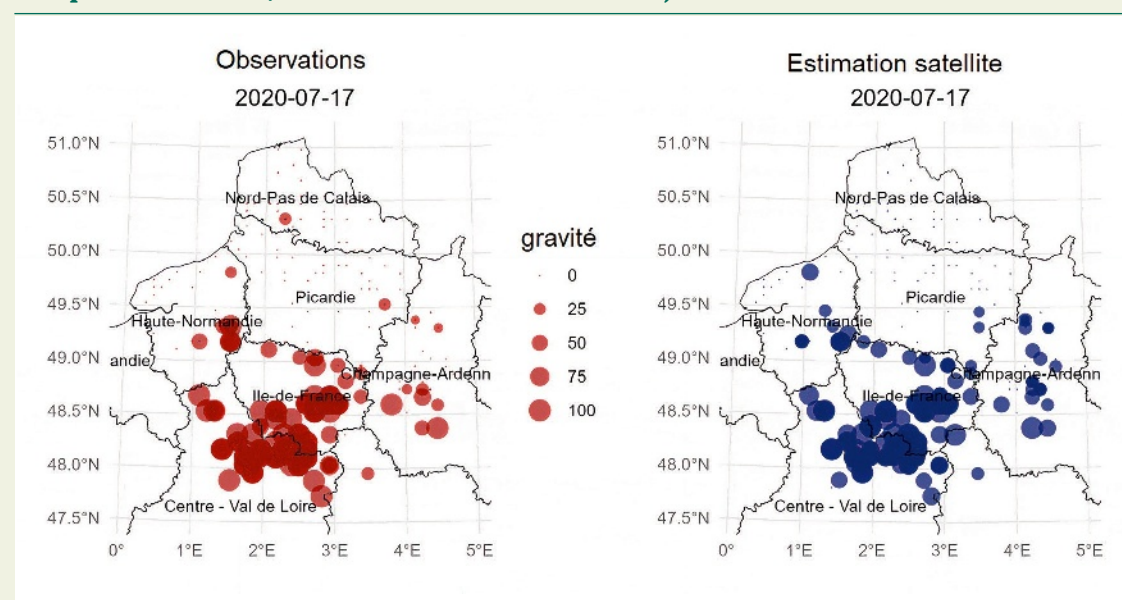 Observations
2020-07-17
51.0°N
50.5°N
50.0°N
49.5°N
49.0°N
48.5°N
48.0°N
47.5°N
Nord-Pas de Calais
Picardie
Haute-Normandie
andie
Champagne-Ardenn
Ile-de-France
Centre - Val de Loire
0° 1°E 2°E 3°E 4°E 5°E
gravité
0
25
50
75
100
Estimation satellite
2020-07-17
51.0°N
50.5°N
50.0°N
49.5°N
49.0°N
48.5°N
48.0°N
47.5°N
Nord-Pas de Calais
Picardie
Haute-Normandie
andie
Champagne-Ardenn
Ile-de-France
Centre - Val de Loire
0° 1°E 2°E 3°E 4°E 5°E